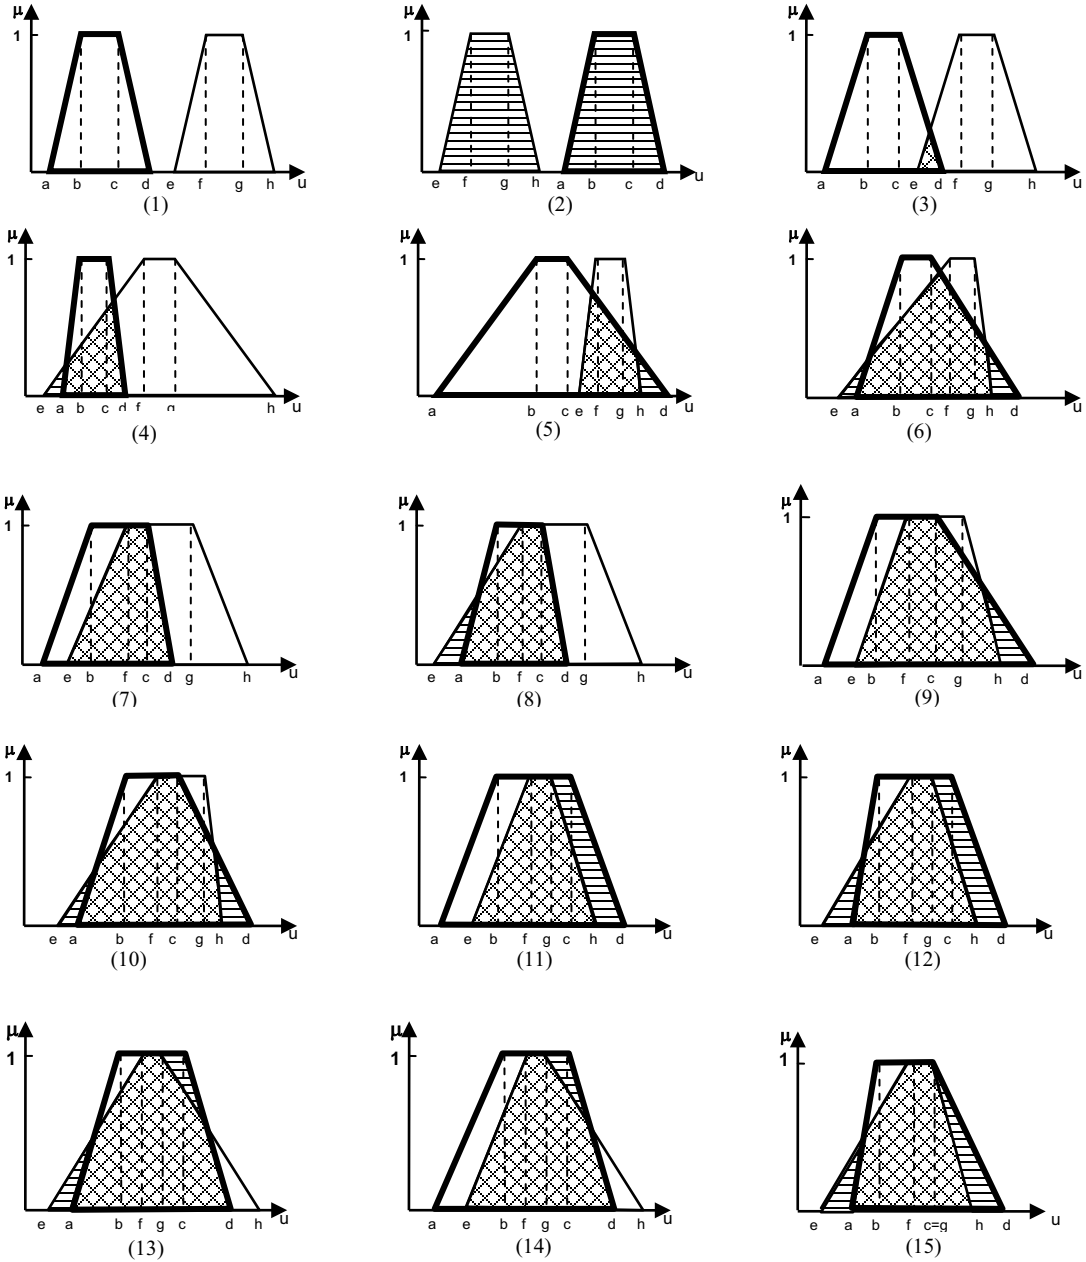 μ μ μ
1 1 1
a b c d e f g h u
e f g h a b c d u
a b c e d f g h u
(1) (2) (3)
μ μ μ
1 1 1
e a b c d f g h u
a b c e f g h d u
e a b c f g h d u
(4) (5) (6)
μ μ μ
1 1 1
a e b f c d g h u
e a b f c d g h u
a e b f c g h d u
(7) (8) (9)
μ μ μ
1 1 1
e a b f c g h d u
a e b f g c h d u
e a b f g c h d u
(10) (11) (12)
μ μ μ
1 1 1
e a b f g c d h u
a e b f g c d h u
e a b f c=g h d u
(13) (14) (15)